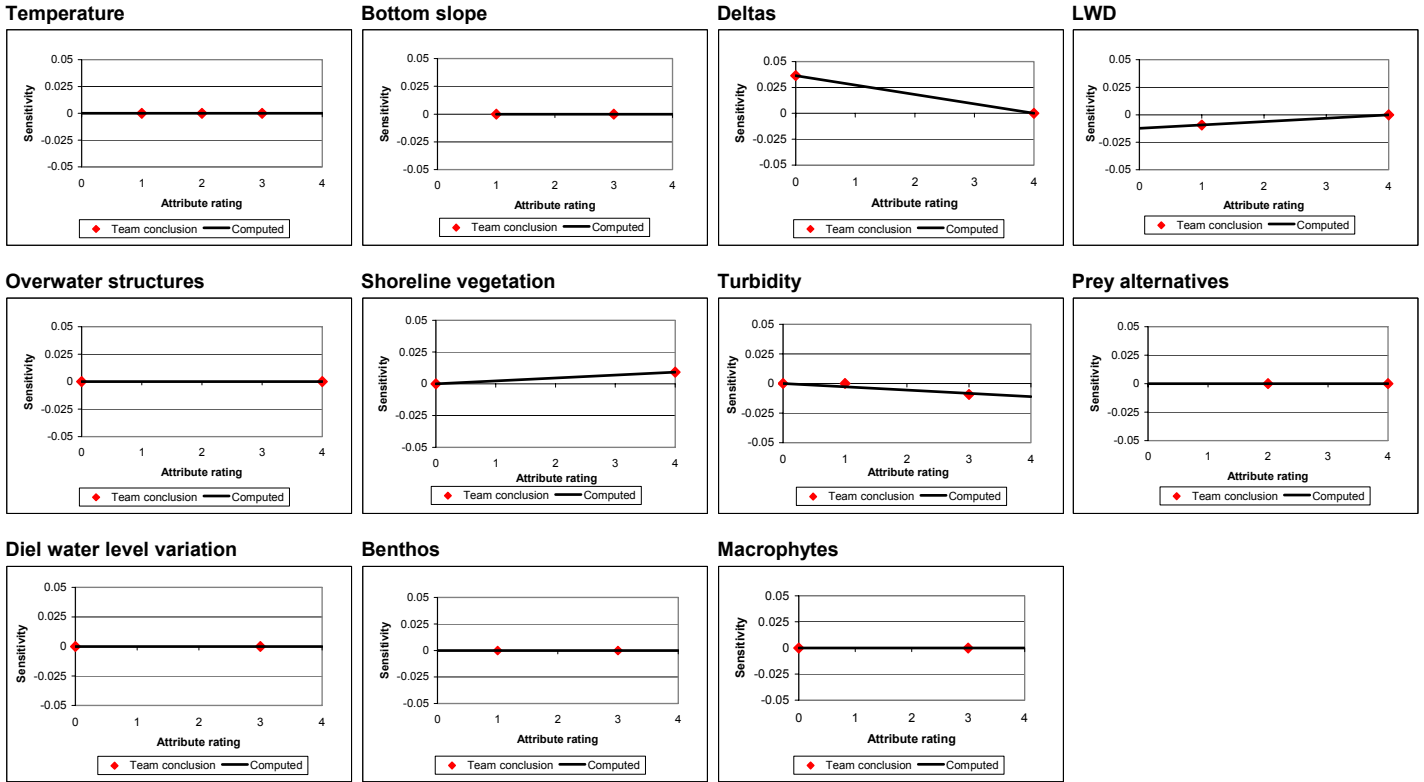 Temperature
0.05
0.025
0
-0.025
-0.05
0 1 2 3 4
Sensitivity
Attribute rating
Team conclusion Computed
Bottom slope
0.05
0.025
0
-0.025
-0.05
0 1 2 3 4
Sensitivity
Attribute rating
Team conclusion Computed
Deltas
0.05
0.025
0
-0.025
-0.05
0 1 2 3 4
Sensitivity
Attribute rating
Team conclusion Computed
LWD
0.05
0.025
0
-0.025
-0.05
0 1 2 3 4
Sensitivity
Attribute rating
Team conclusion Computed
Overwater structures
0.05
0.025
0
-0.025
-0.05
0 1 2 3 4
Sensitivity
Attribute rating
Team conclusion Computed
Shoreline vegetation
0.05
0.025
0
-0.025
-0.05
0 1 2 3 4
Sensitivity
Attribute rating
Team conclusion Computed
Turbidity
0.05
0.025
0
-0.025
-0.05
0 1 2 3 4
Sensitivity
Attribute rating
Team conclusion Computed
Prey alternatives
0.05
0.025
0
-0.025
-0.05
0 1 2 3 4
Sensitivity
Attribute rating
Team conclusion Computed
Diel water level variation
0.05
0.025
0
-0.025
-0.05
0 1 2 3 4
Sensitivity
Attribute rating
Team conclusion Computed
Benthos
0.05
0.025
0
-0.025
-0.05
0 1 2 3 4
Sensitivity
Attribute rating
Team conclusion Computed
Macrophytes
0.05
0.025
0
-0.025
-0.05
0 1 2 3 4
Sensitivity
Attribute rating
Team conclusion Computed